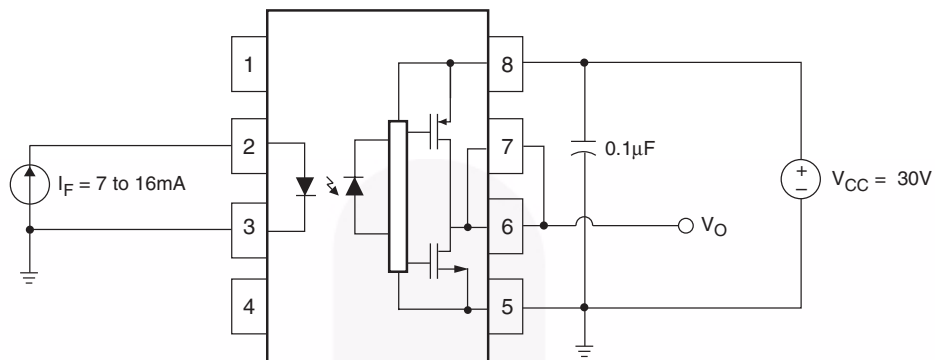 1
8
2
7
I_F = 7 to 16mA
0.1μF
+
–
V_CC = 30V
3
6
V_O
4
5